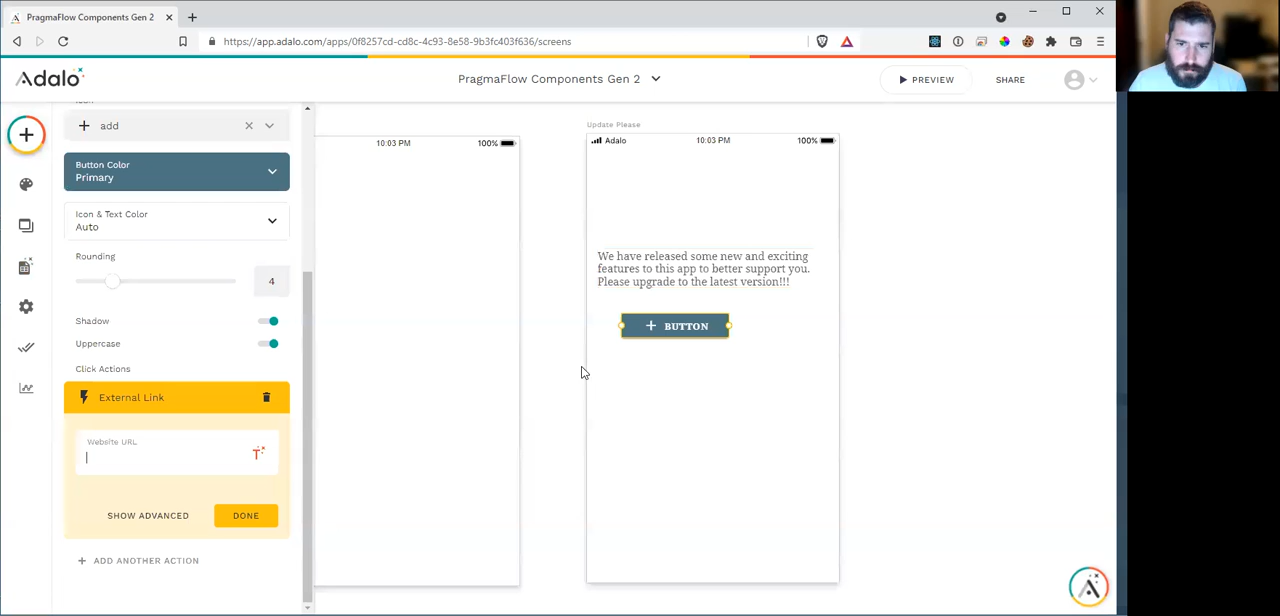 PragmaFlow Components Gen 2
https://app.adalo.com/apps/0f8257cd-cd8c-4c93-8e58-9b3fc403f636/screens
Adalo
PragmaFlow Components Gen 2
PREVIEW
SHARE
add
Button Color
Primary
Icon & Text Color
Auto
Rounding
4
Shadow
Uppercase
Click Actions
External Link
Website URL
SHOW ADVANCED
DONE
ADD ANOTHER ACTION
10:03 PM
100%
Update Please
Adalo
10:03 PM
100%
We have released some new and exciting
features to this app to better support you.
Please upgrade to the latest version!!!
BUTTON